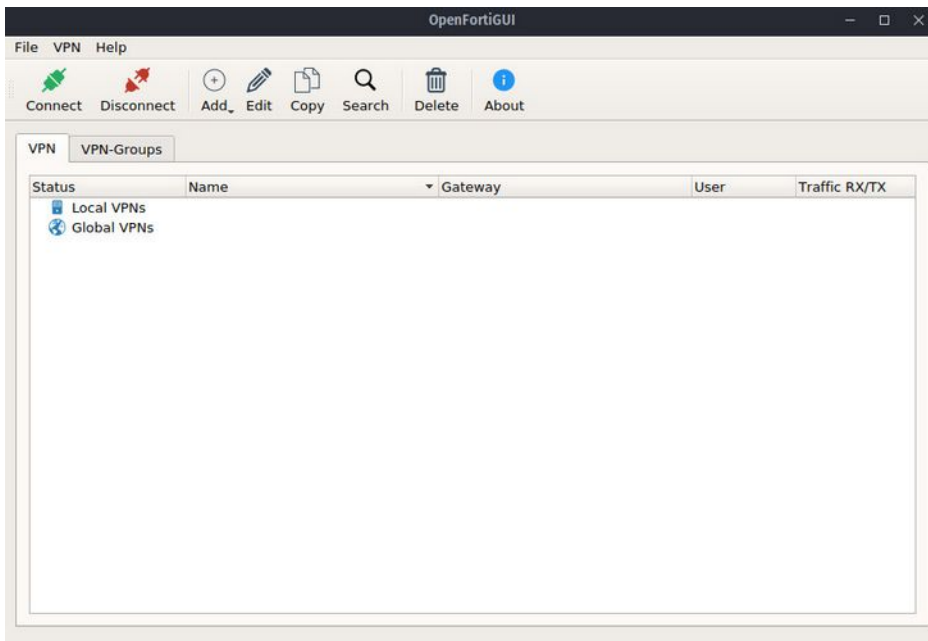 OpenFortiGUI
File VPN Help
Connect Disconnect Add Edit Copy Search Delete About
VPN VPN-Groups
Status Name Gateway User Traffic RX/TX
Local VPNs
Global VPNs